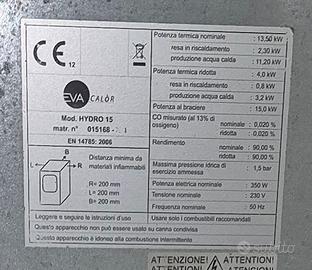 CE
12
EVA CALÒR
Mod. HYDRO 15
matr. n° 015168 -
EN 14785: 2006
L
R
B
Distanza minima da
materiali infiammabili
R= 200 mm
L= 200 mm
B= 200 mm
Leggere e seguire le istruzioni d'uso
Questo apparecchio non può essere usato su canna condivisa
Questo apparecchio è idoneo alla combustione intermittente
Potenza termica nominale : 13,50 kW
resa in riscaldamento : 2,30 kW
produzione acqua calda : 11,20 kW
Potenza termica ridotta : 4,0 kW
resa in riscaldamento : 0,8 kW
produzione acqua calda : 3,2 kW
Potenza al braciere : 15,0 kW
CO misurato (al 13% di
ossigeno)
nominale : 0,020 %
ridotta : 0,020 %
Rendimento
nominale : 90,00 %
ridotta : 90,00 %
Massima pressione idrica di
esercizio ammessa : 1,5 bar
Potenza elettrica nominale : 350 W
Tensione nominale : 230 V
Frequenza nominale : 50 Hz
Usare solo i combustibili raccomandati
ATTENZIONE!
ATTENZIONE!
subito